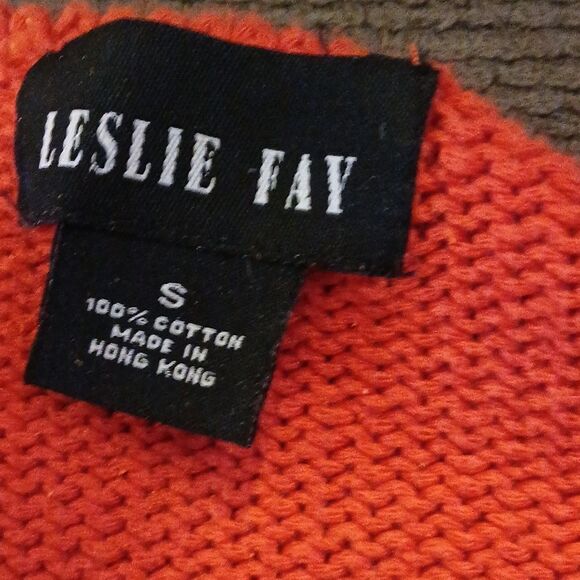 LESLIE FAY
S
100% COTTON
MADE IN
HONG KONG